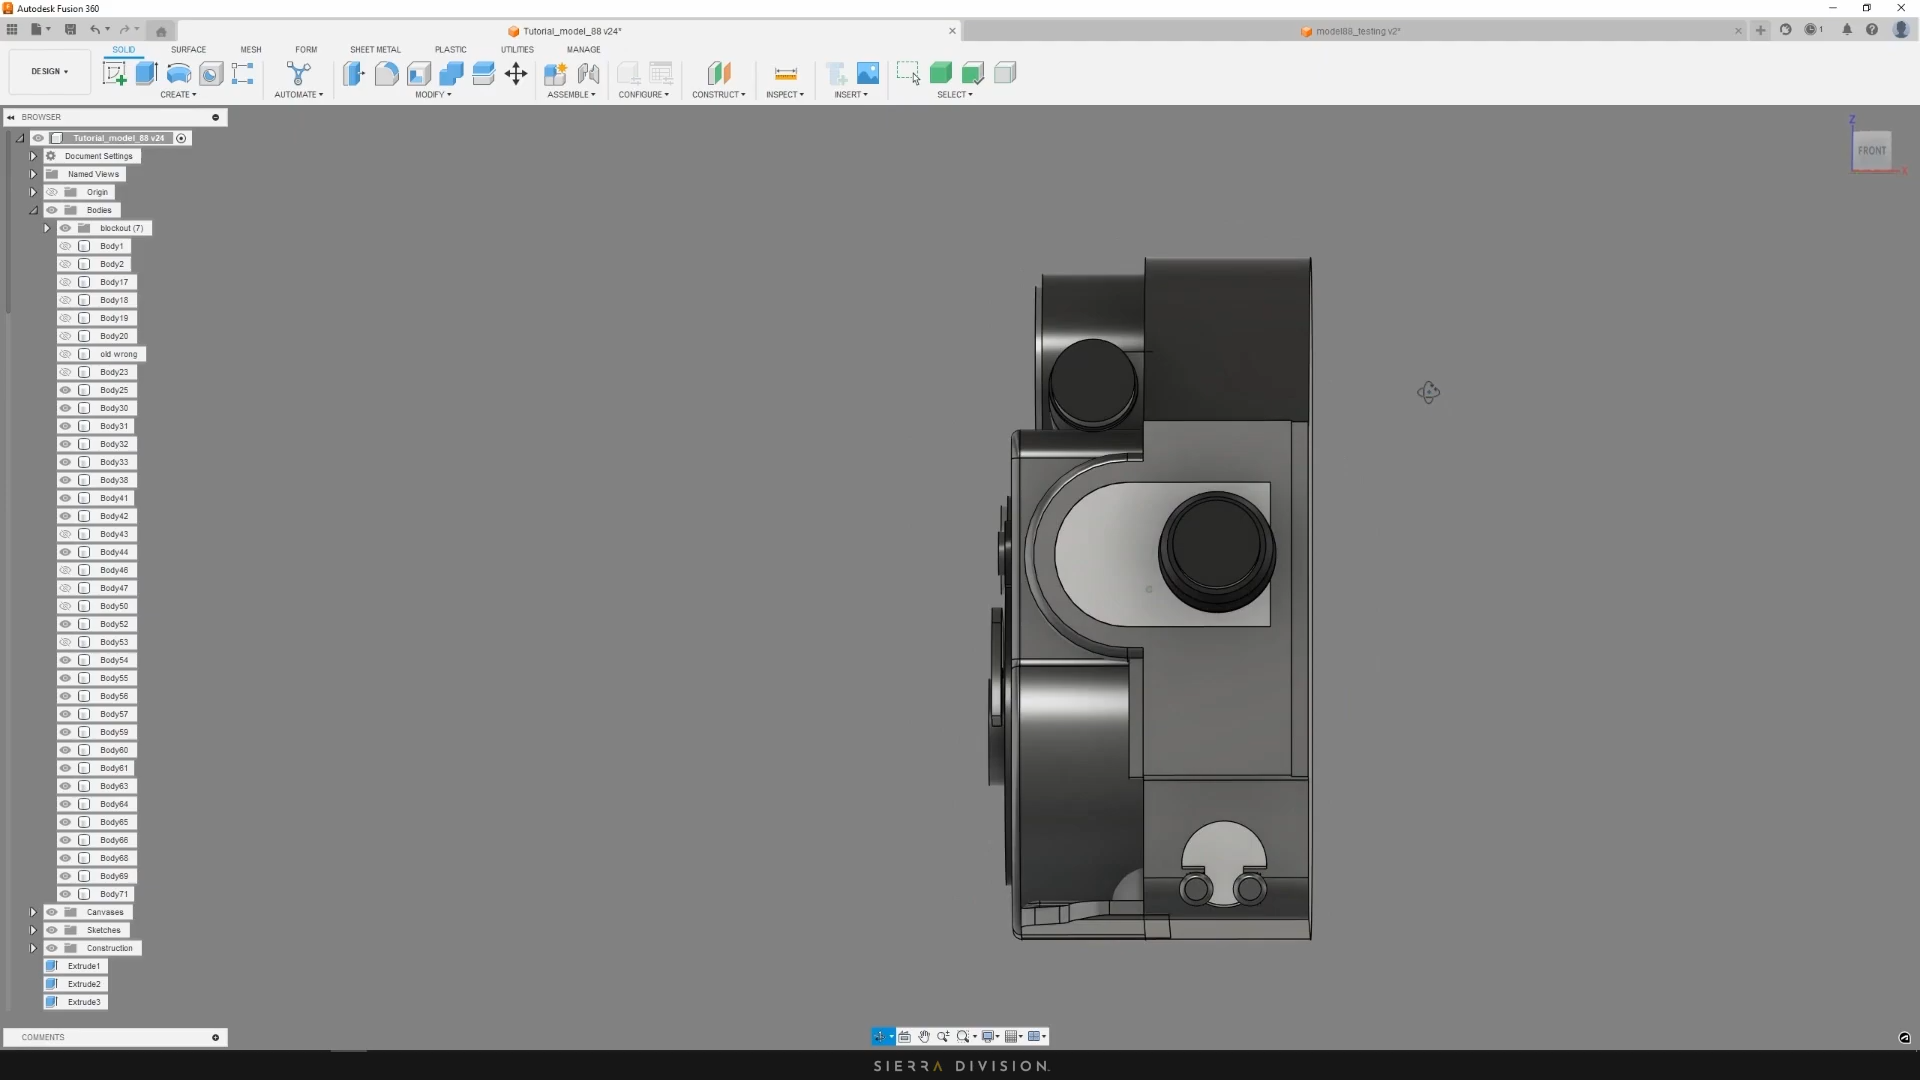 Autodesk Fusion 360
Tutorial_model_88 v24*
model88_testing v2*
1
DESIGN
SOLID
SURFACE
MESH
FORM
SHEET METAL
PLASTIC
UTILITIES
MANAGE
CREATE
AUTOMATE
MODIFY
ASSEMBLE
CONFIGURE
CONSTRUCT
INSPECT
INSERT
SELECT
BROWSER
Tutorial_model_88 v24
Document Settings
Named Views
Origin
Bodies
blockout (7)
Body1
Body2
Body17
Body18
Body19
Body20
old wrong
Body23
Body25
Body30
Body31
Body32
Body33
Body38
Body41
Body42
Body43
Body44
Body46
Body47
Body50
Body52
Body53
Body54
Body55
Body56
Body57
Body59
Body60
Body61
Body63
Body64
Body65
Body66
Body68
Body69
Body71
Canvases
Sketches
Construction
Extrude1
Extrude2
Extrude3
Z
FRONT
X
COMMENTS
SIERRA DIVISION